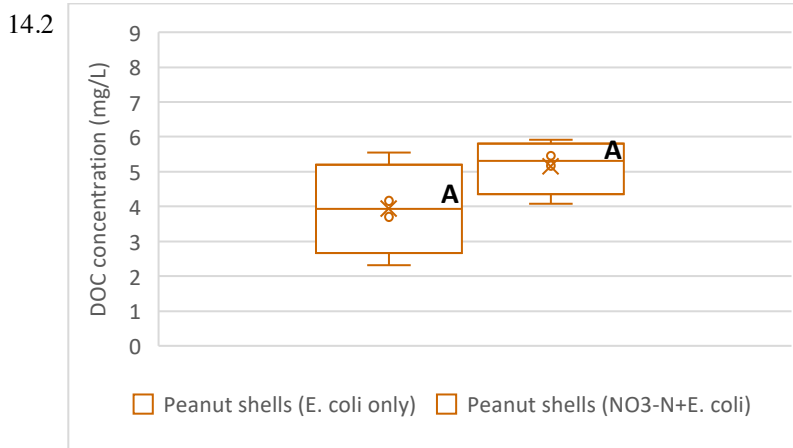 14.2
DOC concentration (mg/L)
9
8
7
6
5
4
3
2
1
0
A
A
Peanut shells (E. coli only) Peanut shells (NO3-N+E. coli)